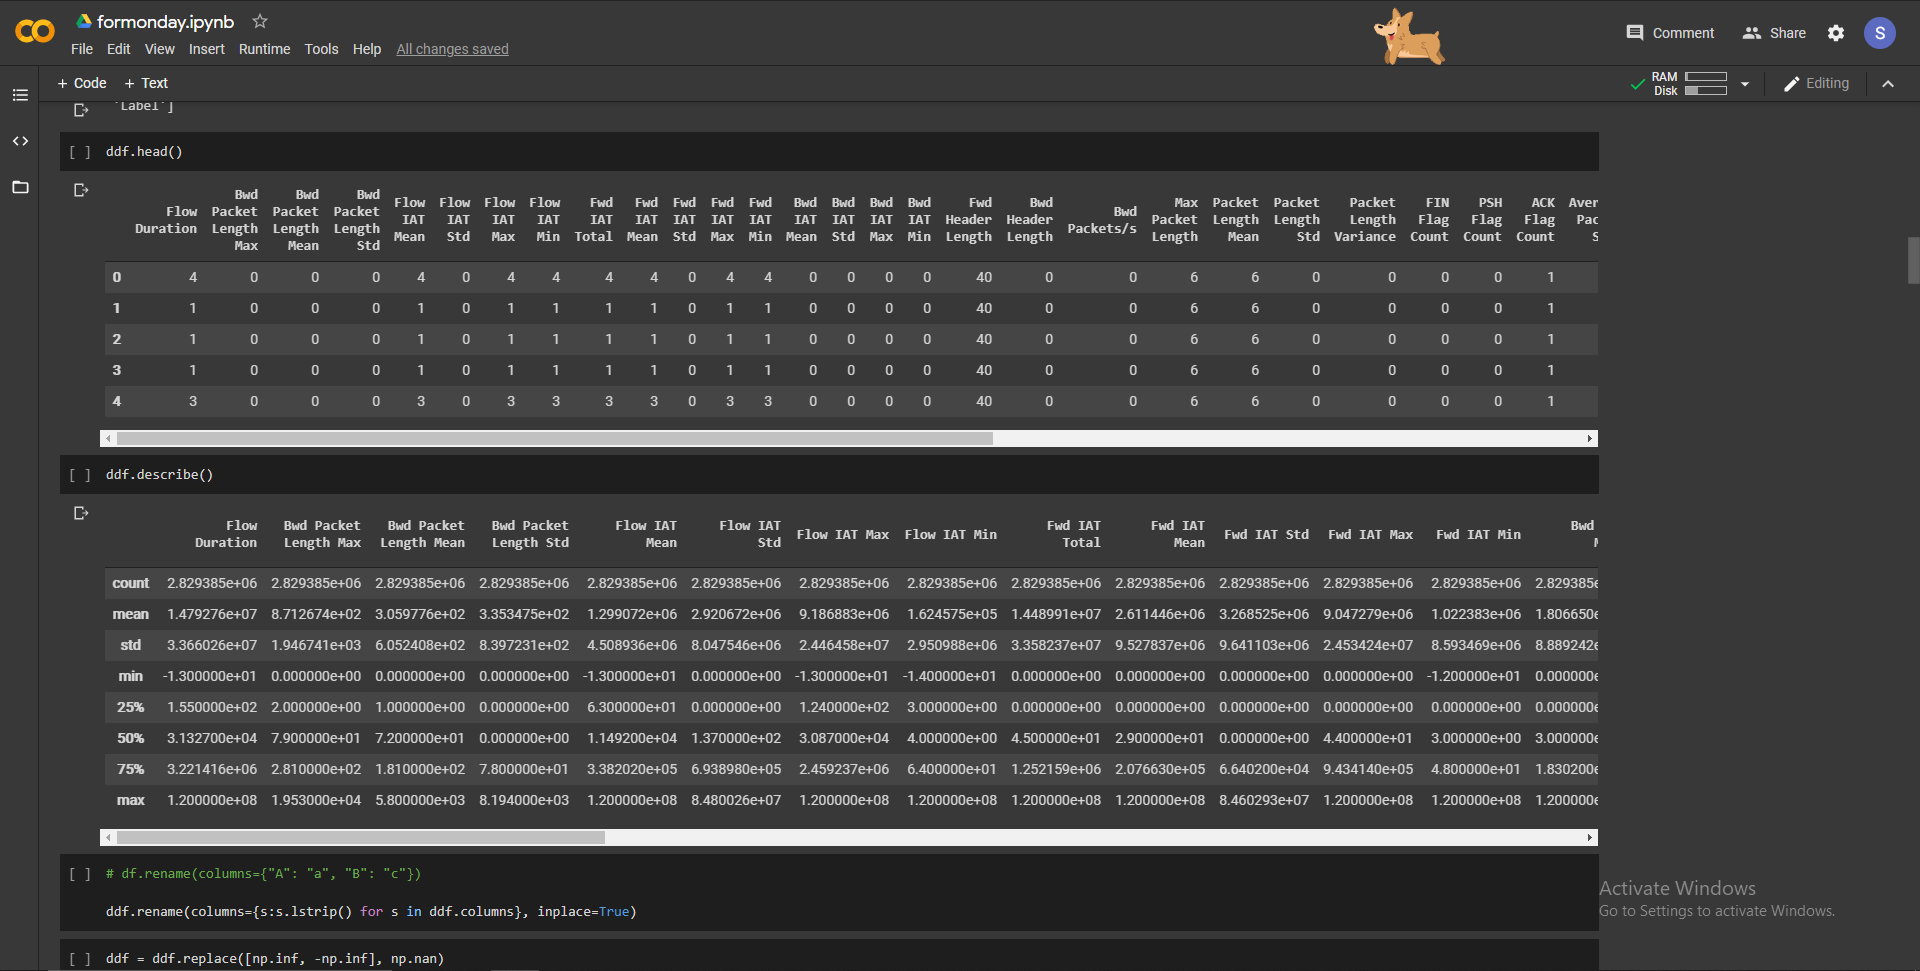 formonday.ipynb
File Edit View Insert Runtime Tools Help All changes saved
Comment Share S
+ Code + Text
RAM
Disk
Editing
'Label']
[ ] ddf.head()
Flow Duration Bwd Packet Length Max Bwd Packet Length Mean Bwd Packet Length Std Flow IAT Mean Flow IAT Std Flow IAT Max Flow IAT Min Fwd IAT Total Fwd IAT Mean Fwd IAT Std Fwd IAT Max Fwd IAT Min Bwd IAT Mean Bwd IAT Std Bwd IAT Max Bwd IAT Min Fwd Header Length Bwd Header Length Bwd Packets/s Max Packet Length Packet Length Mean Packet Length Std Packet Length Variance FIN Flag Count PSH Flag Count ACK Flag Count Aver Pac S
0 4 0 0 0 4 0 4 4 4 4 0 4 4 0 0 0 0 40 0 0 6 6 0 0 0 0 1
1 1 0 0 0 1 0 1 1 1 1 0 1 1 0 0 0 0 40 0 0 6 6 0 0 0 0 1
2 1 0 0 0 1 0 1 1 1 1 0 1 1 0 0 0 0 40 0 0 6 6 0 0 0 0 1
3 1 0 0 0 1 0 1 1 1 1 0 1 1 0 0 0 0 40 0 0 6 6 0 0 0 0 1
4 3 0 0 0 3 0 3 3 3 3 0 3 3 0 0 0 0 40 0 0 6 6 0 0 0 0 1
[ ] ddf.describe()
Flow Duration Bwd Packet Length Max Bwd Packet Length Mean Bwd Packet Length Std Flow IAT Mean Flow IAT Std Flow IAT Max Flow IAT Min Fwd IAT Total Fwd IAT Mean Fwd IAT Std Fwd IAT Max Fwd IAT Min Bwd
count 2.829385e+06 2.829385e+06 2.829385e+06 2.829385e+06 2.829385e+06 2.829385e+06 2.829385e+06 2.829385e+06 2.829385e+06 2.829385e+06 2.829385e+06 2.829385e+06 2.829385e+06 2.829385e
mean 1.479276e+07 8.712674e+02 3.059776e+02 3.353475e+02 1.299072e+06 2.920672e+06 9.186883e+06 1.624575e+05 1.448991e+07 2.611446e+06 3.268525e+06 9.047279e+06 1.022383e+06 1.806650e
std 3.366026e+07 1.946741e+03 6.052408e+02 8.397231e+02 4.508936e+06 8.047546e+06 2.446458e+07 2.950988e+06 3.358237e+07 9.527837e+06 9.641103e+06 2.453424e+07 8.593469e+06 8.889242e
min -1.300000e+01 0.000000e+00 0.000000e+00 0.000000e+00 -1.300000e+01 0.000000e+00 -1.300000e+01 -1.400000e+01 0.000000e+00 0.000000e+00 0.000000e+00 0.000000e+00 -1.200000e+01 0.000000e
25% 1.550000e+02 2.000000e+00 1.000000e+00 0.000000e+00 6.300000e+01 0.000000e+00 1.240000e+02 3.000000e+00 0.000000e+00 0.000000e+00 0.000000e+00 0.000000e+00 0.000000e+00 0.000000e
50% 3.132700e+04 7.900000e+01 7.200000e+01 0.000000e+00 1.149200e+04 1.370000e+02 3.087000e+04 4.000000e+00 4.500000e+01 2.900000e+01 0.000000e+00 4.400000e+01 3.000000e+00 3.000000e
75% 3.221416e+06 2.810000e+02 1.810000e+02 7.800000e+01 3.382020e+05 6.938980e+05 2.459237e+06 6.400000e+01 1.252159e+06 2.076630e+05 6.640200e+04 9.434140e+05 4.800000e+01 1.830200e
max 1.200000e+08 1.953000e+04 5.800000e+03 8.194000e+03 1.200000e+08 8.480026e+07 1.200000e+08 1.200000e+08 1.200000e+08 1.200000e+08 8.460293e+07 1.200000e+08 1.200000e+08 1.200000e
[ ] # df.rename(columns={"A": "a", "B": "c"})
ddf.rename(columns={s:s.lstrip() for s in ddf.columns}, inplace=True)
Activate Windows
Go to Settings to activate Windows.
[ ] ddf = ddf.replace([np.inf, -np.inf], np.nan)